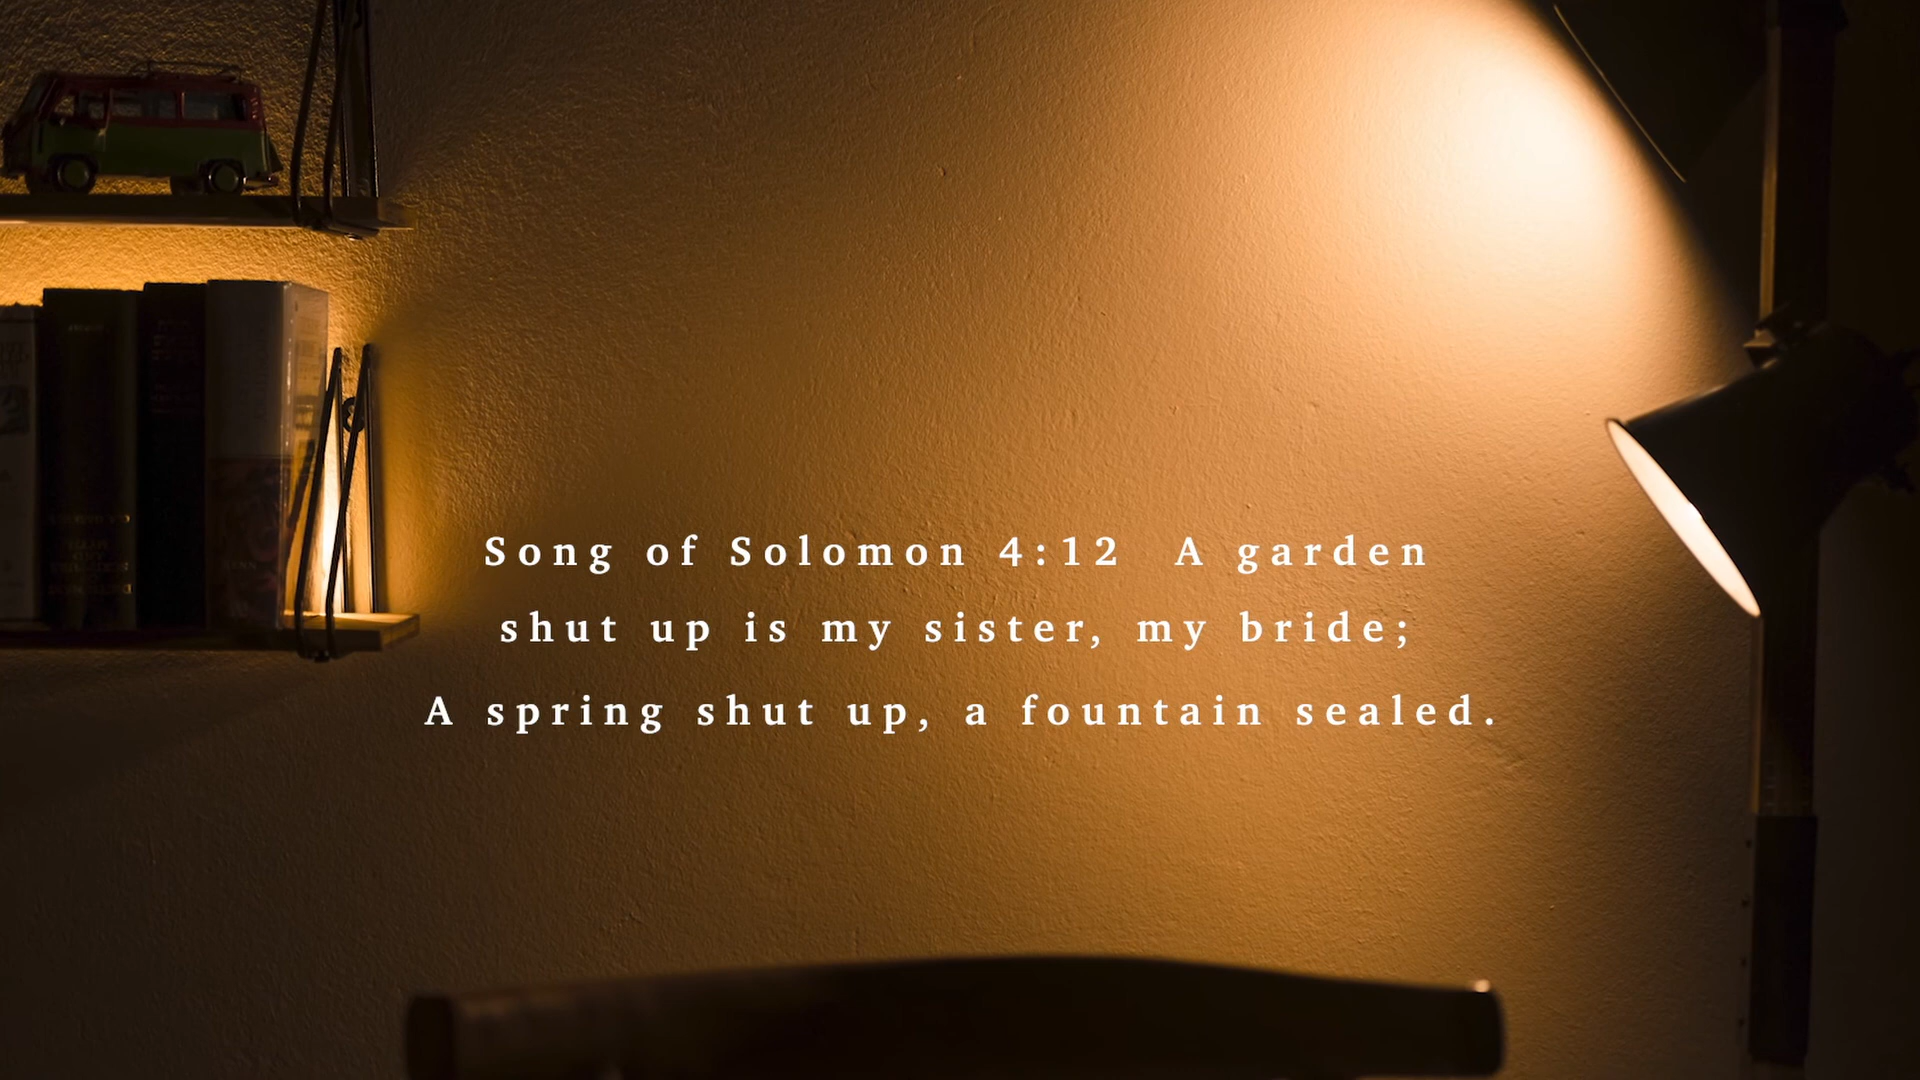 Song of Solomon 4:12  A garden
shut up is my sister, my bride;
A spring shut up, a fountain sealed.